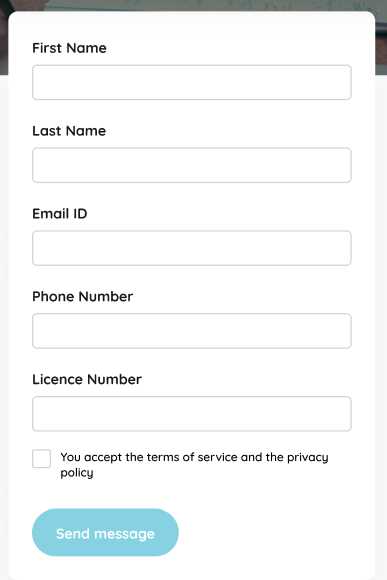 First Name
Last Name
Email ID
Phone Number
Licence Number
You accept the terms of service and the privacy
policy
Send message